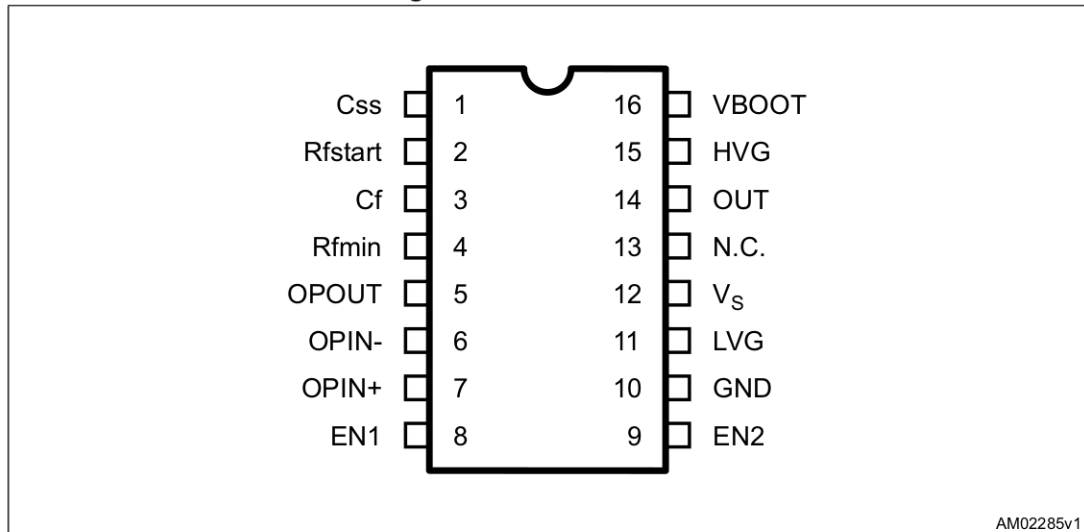 Css 1 16 VBOOT
Rfstart 2 15 HVG
Cf 3 14 OUT
Rfmin 4 13 N.C.
OPOUT 5 12 VS
OPIN- 6 11 LVG
OPIN+ 7 10 GND
EN1 8 9 EN2
AM02285v1